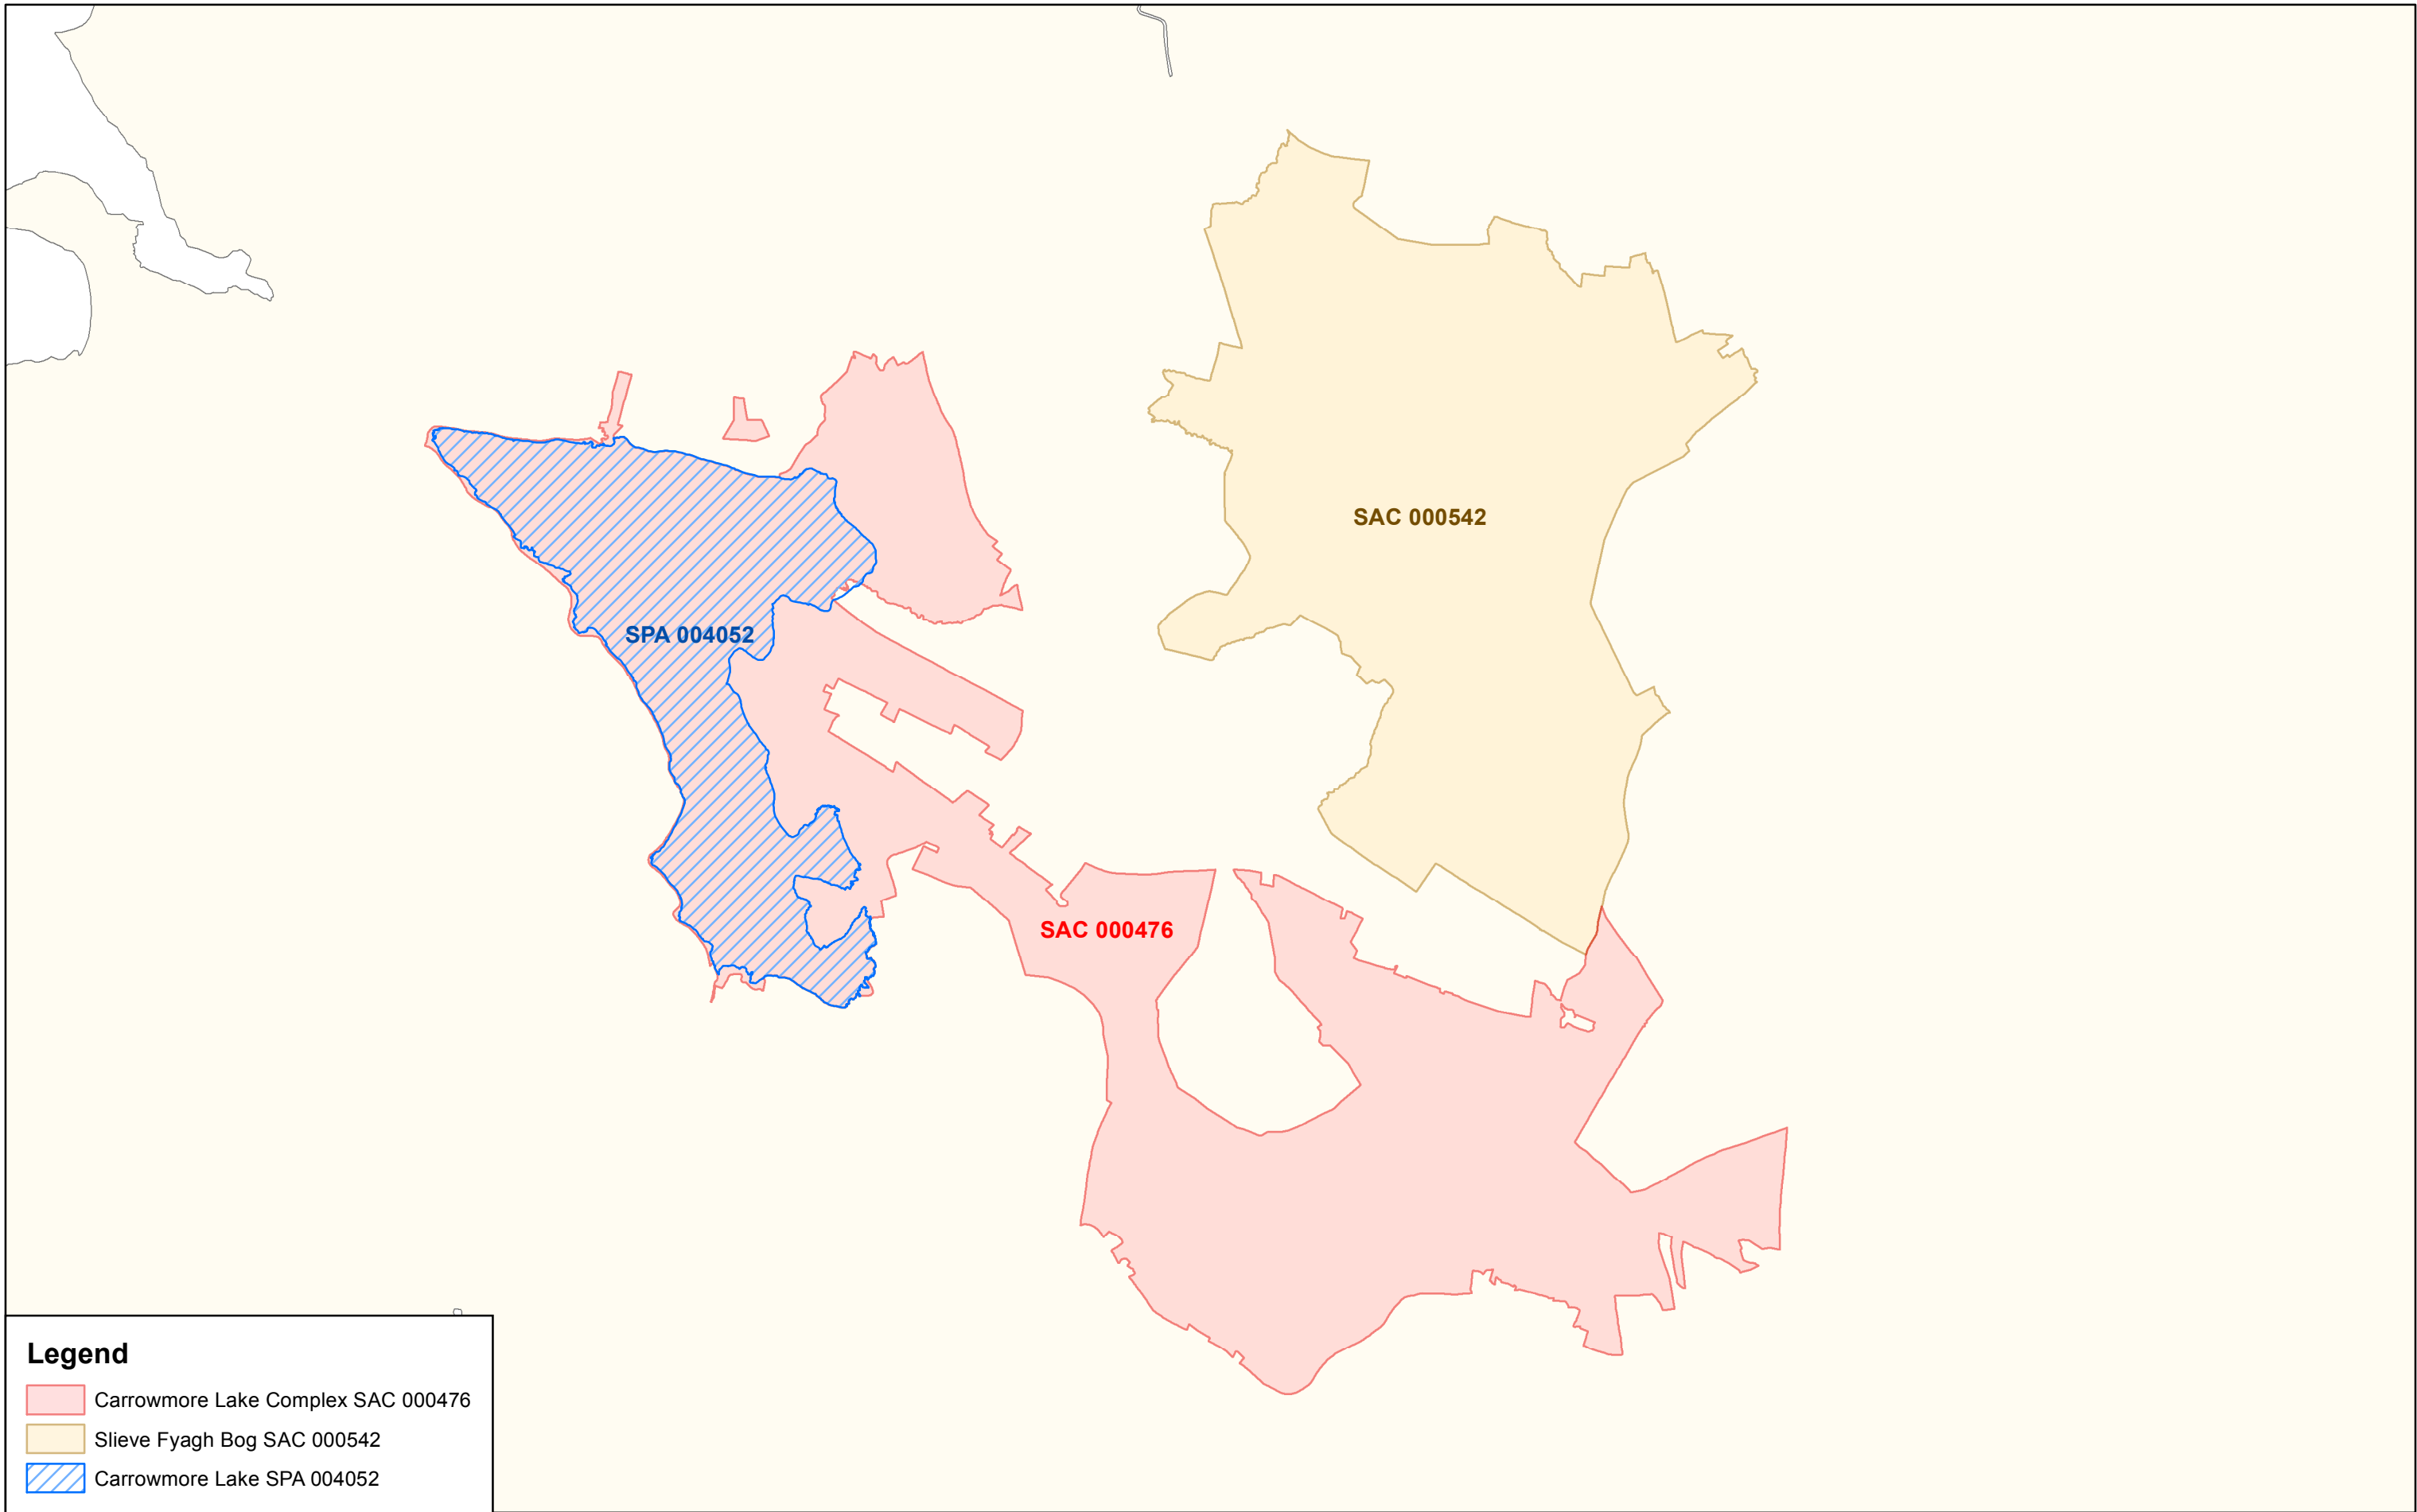 SAC 000542
SPA 004052
SAC 000476
Legend
Carrowmore Lake Complex SAC 000476
Slieve Fyagh Bog SAC 000542
Carrowmore Lake SPA 004052